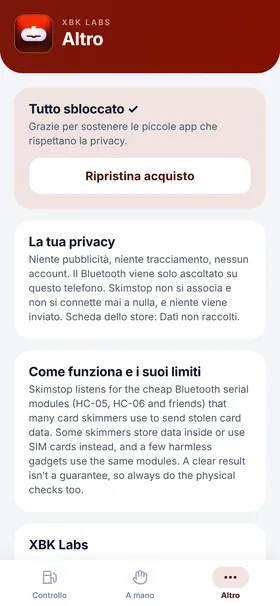 XBK LABS
Altro
Tutto sbloccato ✓
Grazie per sostenere le piccole app che
rispettano la privacy.
Ripristina acquisto
La tua privacy
Niente pubblicità, niente tracciamento, nessun
account. Il Bluetooth viene solo ascoltato su
questo telefono. Skimstop non si associa e
non si connette mai a nulla, e niente viene
inviato. Scheda dello store: Dati non raccolti.
Come funziona e i suoi limiti
Skimstop listens for the cheap Bluetooth serial
modules (HC-05, HC-06 and friends) that
many card skimmers use to send stolen card
data. Some skimmers store data inside or use
SIM cards instead, and a few harmless
gadgets use the same modules. A clear result
isn't a guarantee, so always do the physical
checks too.
XBK Labs
Controllo
A mano
Altro